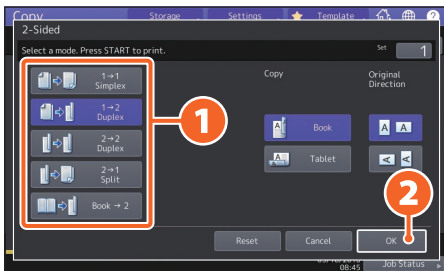 Copy
Storage
Settings
Template
2-Sided
Select a mode. Press START to print.
Set 1
1→1
Simplex
1→2
Duplex
2→2
Duplex
2→1
Split
Book → 2
1
Copy
Book
Tablet
Original
Direction
A A
A A
2
Reset
Cancel
OK
08:45
Job Status